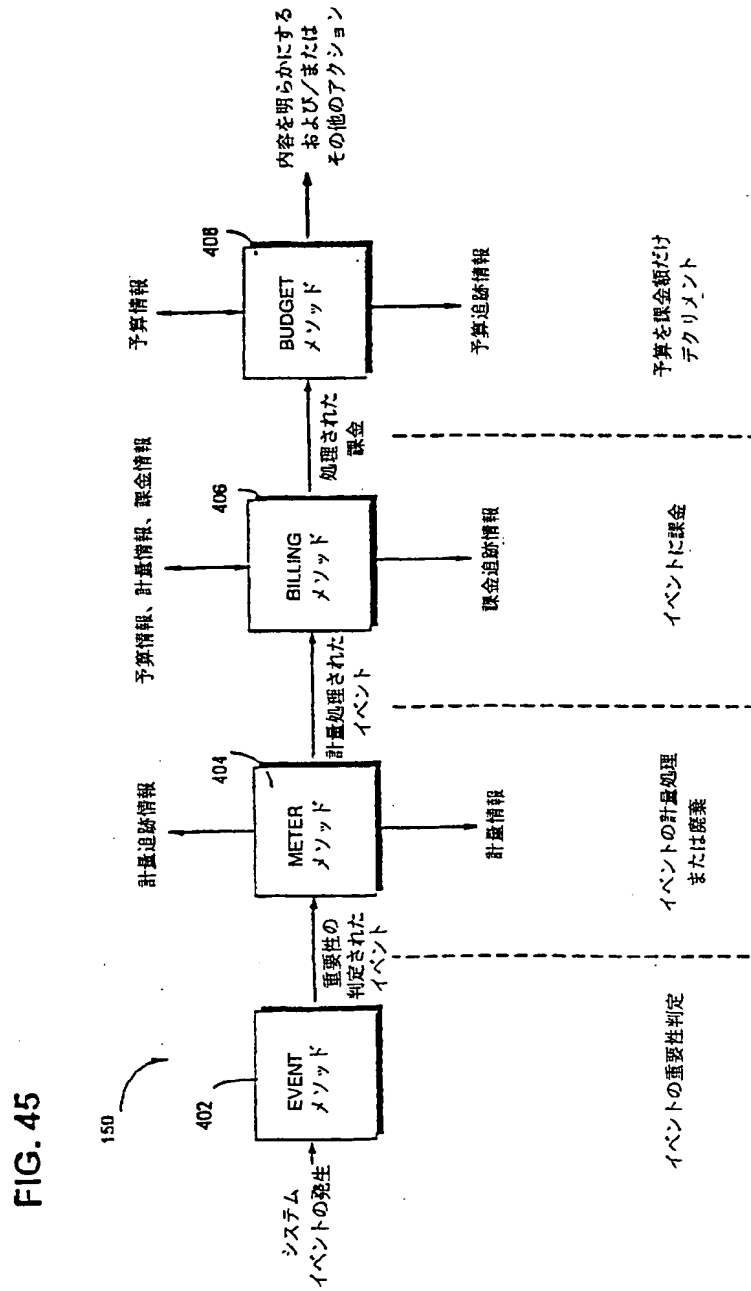 FIG. 45
150
システム
イベントの発生
402
EVENT
メソッド
重要性の
判定された
イベント
計量追跡情報
404
METER
メソッド
計量情報
計量処理された
イベント
予算情報、計量情報、課金情報
406
BILLING
メソッド
課金追跡情報
処理された
課金
予算情報
408
BUDGET
メソッド
予算追跡情報
内容を明らかにする
および/または
その他のアクション
イベントの重要性判定
イベントの計量処理
または廃棄
イベントに課金
予算を課金額だけ
デクリメント